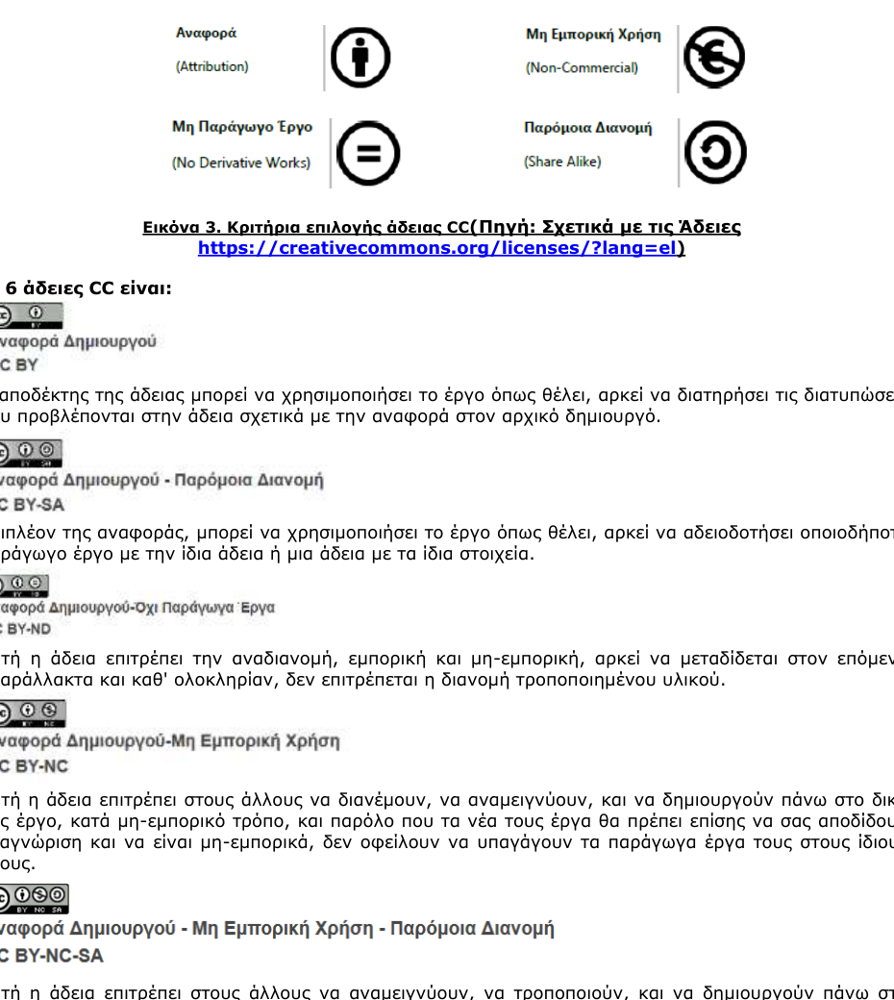 Αναφορά
(Attribution)
Μη Εμπορική Χρήση
(Non-Commercial)
Μη Παράγωγο Έργο
(No Derivative Works)
Παρόμοια Διανομή
(Share Alike)
Εικόνα 3. Κριτήρια επιλογής άδειας CC(Πηγή: Σχετικά με τις Άδειες
https://creativecommons.org/licenses/?lang=el)
6 άδειες CC είναι:
cc BY
ναφορά Δημιουργού
C BY
αποδέκτης της άδειας μπορεί να χρησιμοποιήσει το έργο όπως θέλει, αρκεί να διατηρήσει τις διατυπώσε
υ προβλέπονται στην άδεια σχετικά με την αναφορά στον αρχικό δημιουργό.
cc BY SA
ναφορά Δημιουργού - Παρόμοια Διανομή
C BY-SA
ιπλέον της αναφοράς, μπορεί να χρησιμοποιήσει το έργο όπως θέλει, αρκεί να αδειοδοτήσει οποιοδήποτ
ράγωγο έργο με την ίδια άδεια ή μια άδεια με τα ίδια στοιχεία.
BY ND
αφορά Δημιουργού-Όχι Παράγωγα Έργα
C BY-ND
τή η άδεια επιτρέπει την αναδιανομή, εμπορική και μη-εμπορική, αρκεί να μεταδίδεται στον επόμεν
αράλλακτα και καθ' ολοκληρίαν, δεν επιτρέπεται η διανομή τροποποιημένου υλικού.
cc BY NC
ναφορά Δημιουργού-Μη Εμπορική Χρήση
C BY-NC
τή η άδεια επιτρέπει στους άλλους να διανέμουν, να αναμειγνύουν, και να δημιουργούν πάνω στο δικ
ς έργο, κατά μη-εμπορικό τρόπο, και παρόλο που τα νέα τους έργα θα πρέπει επίσης να σας αποδίδου
αγνώριση και να είναι μη-εμπορικά, δεν οφείλουν να υπαγάγουν τα παράγωγα έργα τους στους ίδιου
ους.
cc BY NC SA
ναφορά Δημιουργού - Μη Εμπορική Χρήση - Παρόμοια Διανομή
C BY-NC-SA
τή η άδεια επιτρέπει στους άλλους να αναμειγνύουν, να τροποποιούν, και να δημιουργούν πάνω στ